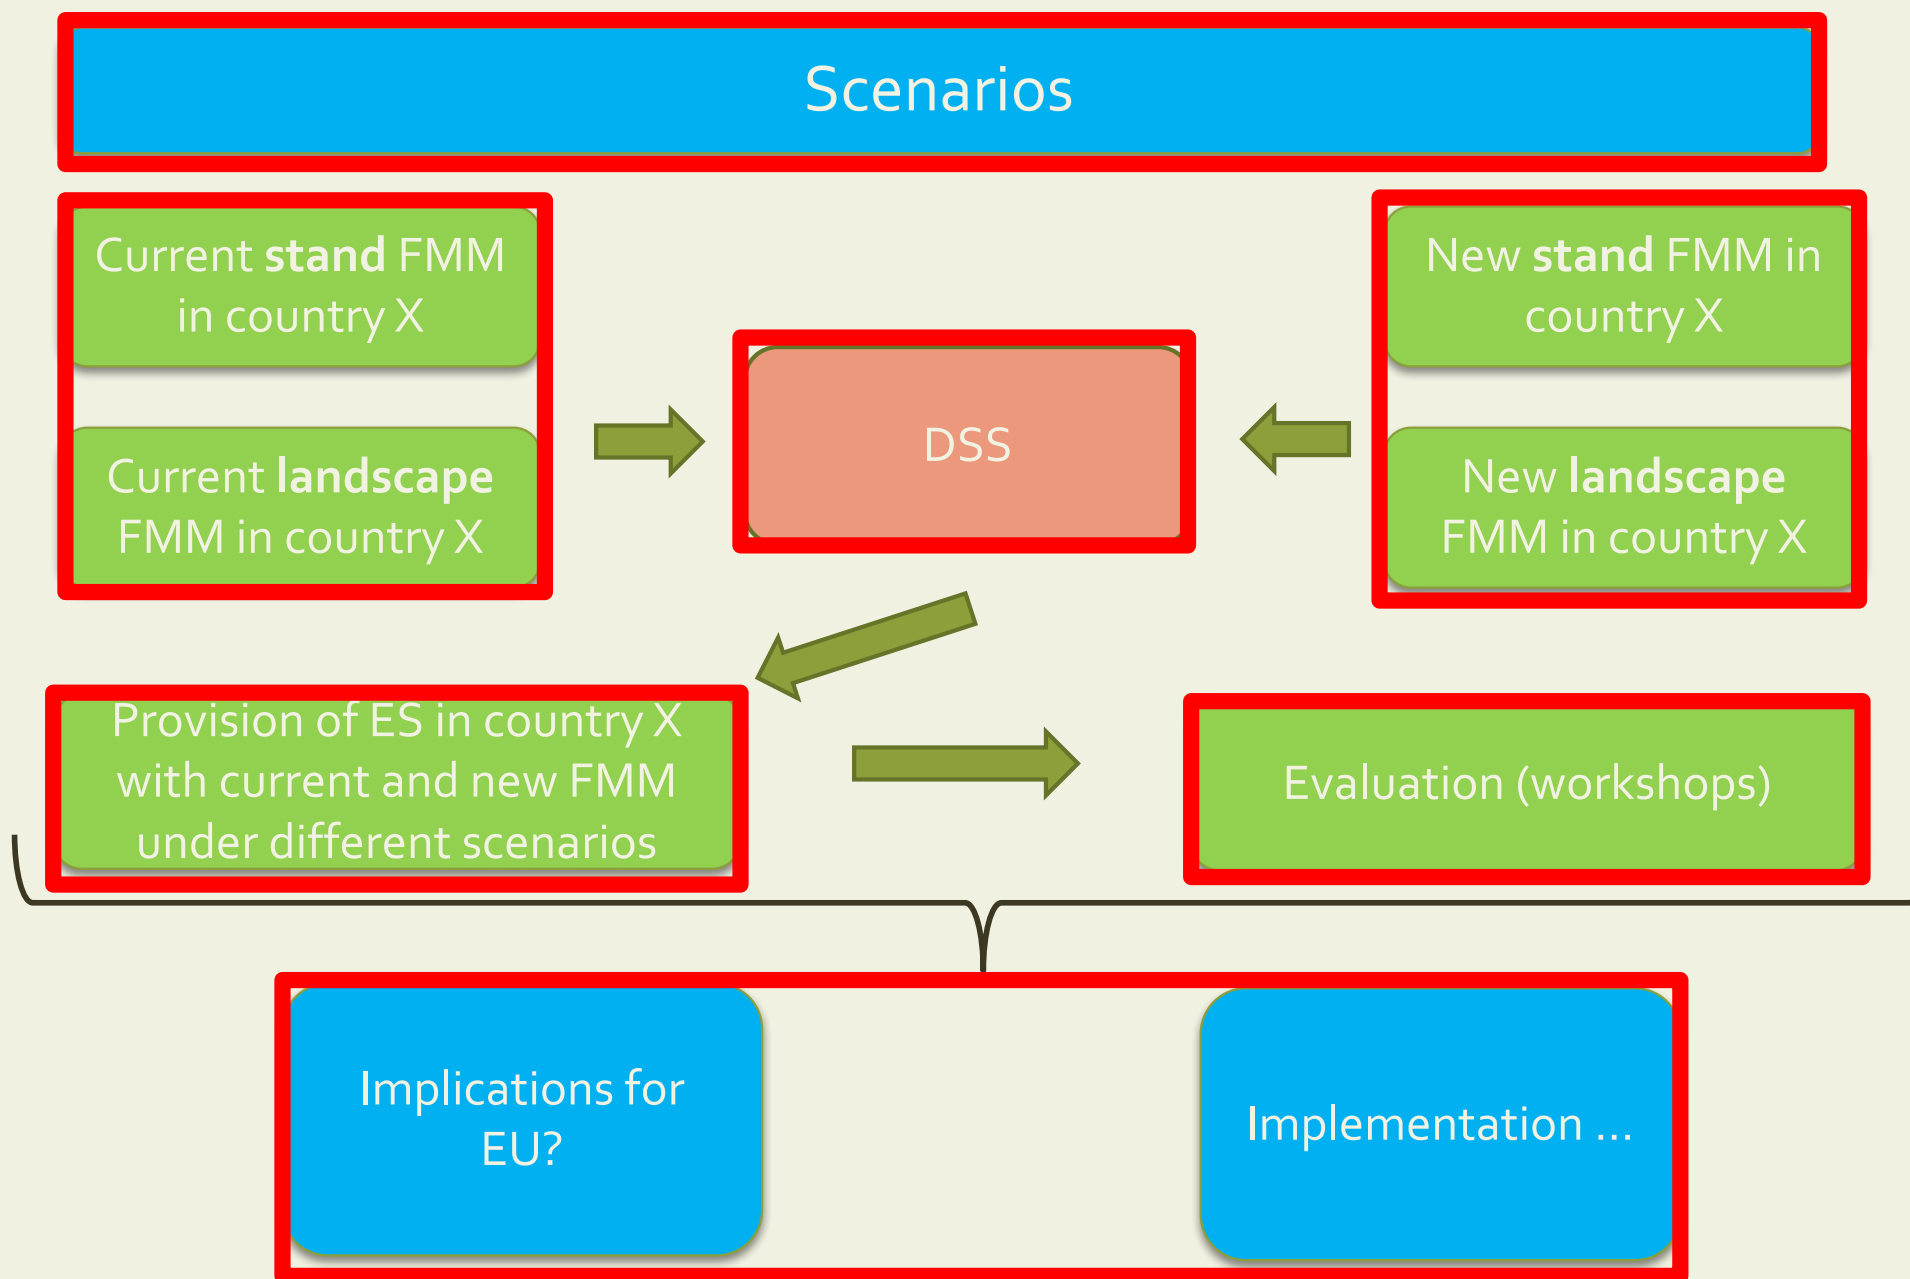 Scenarios
Current stand FMM
in country X
New stand FMM in
country X
DSS
Current landscape
FMM in country X
New landscape
FMM in country X
Provision of ES in country X
with current and new FMM
under different scenarios
Evaluation (workshops)
Implications for
EU?
Implementation ...